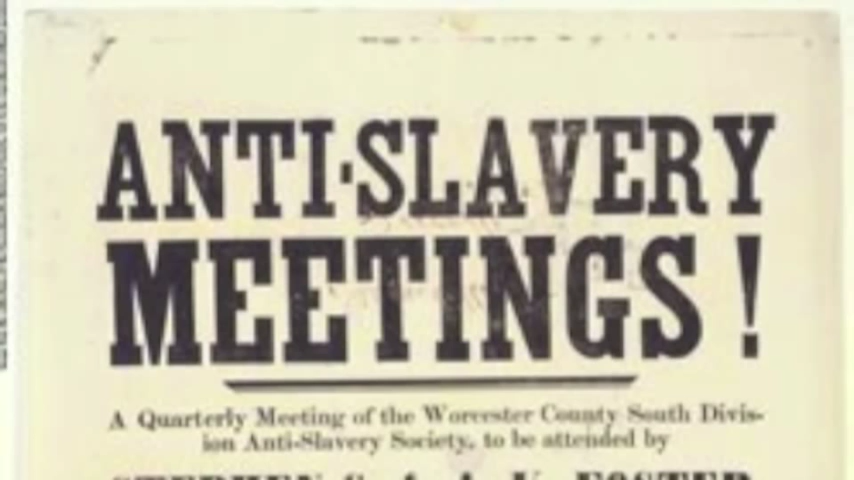 ANTI-SLAVERY
MEETINGS!
A Quarterly Meeting of the Worcester County South Divis-
ion Anti-Slavery Society, to be attended by
FOSTER